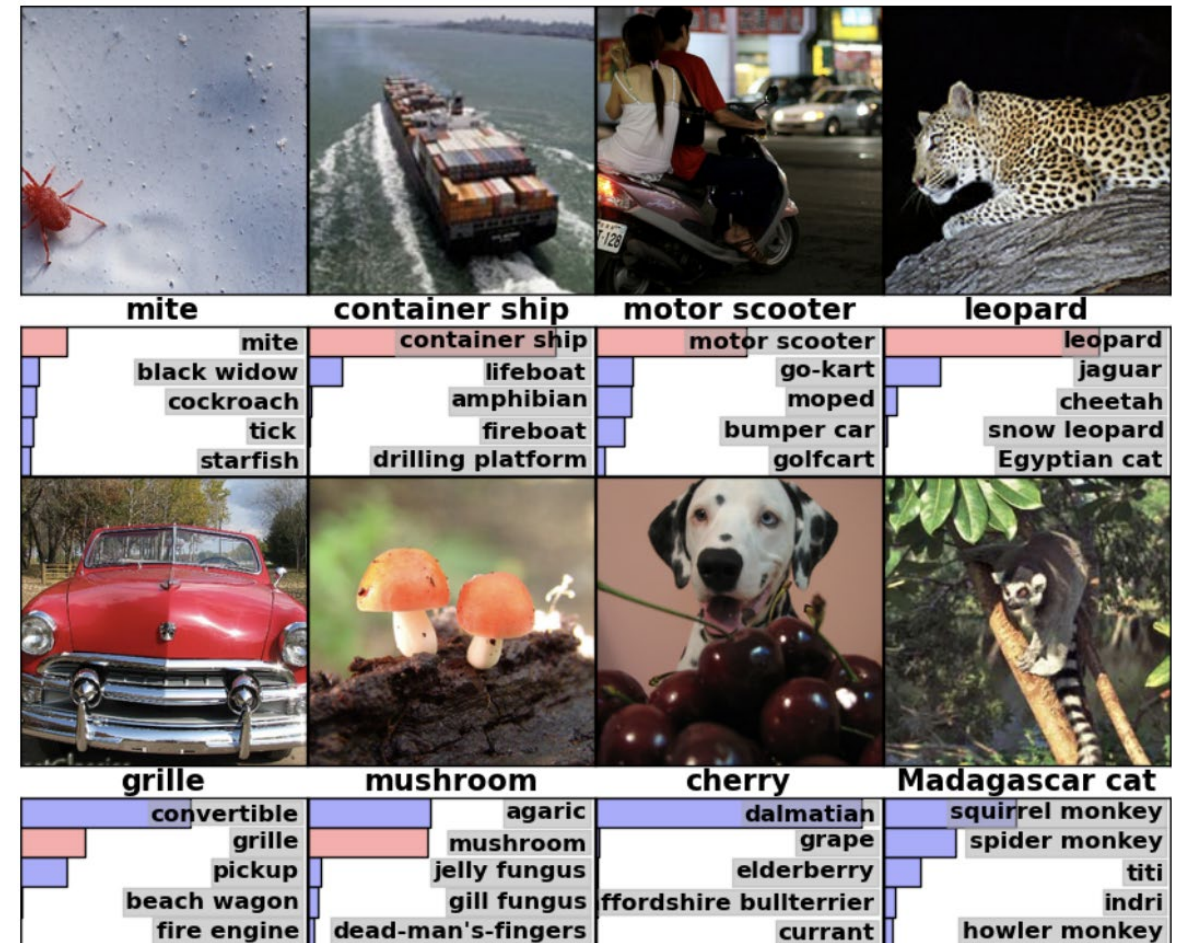 T-128
mite
container ship
motor scooter
leopard
mite
black widow
cockroach
tick
starfish
container ship
lifeboat
amphibian
fireboat
drilling platform
motor scooter
go-kart
moped
bumper car
golfcart
leopard
jaguar
cheetah
snow leopard
Egyptian cat
grille
mushroom
cherry
Madagascar cat
convertible
grille
pickup
beach wagon
fire engine
agaric
mushroom
jelly fungus
gill fungus
dead-man's-fingers
dalmatian
grape
elderberry
ffordshire bullterrier
currant
squirrel monkey
spider monkey
titi
indri
howler monkey